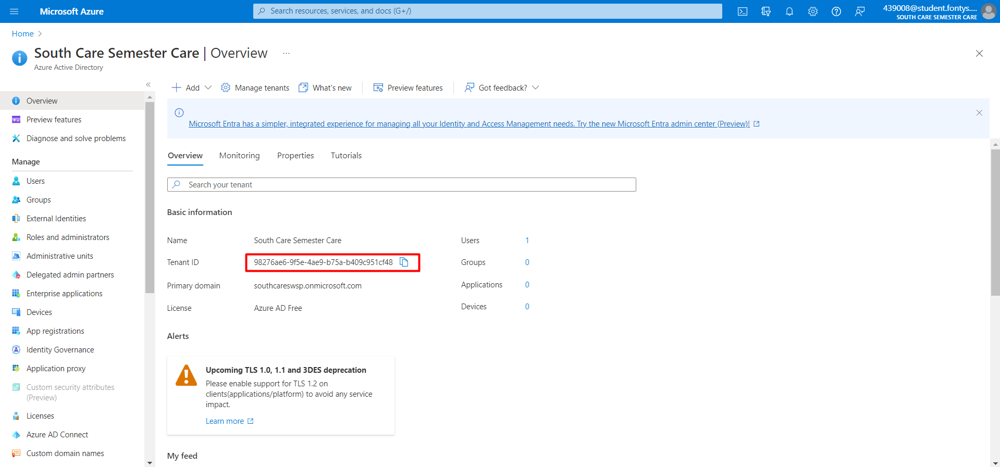 Microsoft Azure
Search resources, services, and docs (G+/)
439008@student.fontys....
SOUTH CARE SEMESTER CARE
Home
South Care Semester Care | Overview
...
Azure Active Directory
Overview
Preview features
Diagnose and solve problems
Manage
Users
Groups
External Identities
Roles and administrators
Administrative units
Delegated admin partners
Enterprise applications
Devices
App registrations
Identity Governance
Application proxy
Custom security attributes
(Preview)
Licenses
Azure AD Connect
Custom domain names
Add
Manage tenants
What's new
Preview features
Got feedback?
Microsoft Entra has a simpler, integrated experience for managing all your Identity and Access Management needs. Try the new Microsoft Entra admin center (Preview)!
Overview
Monitoring
Properties
Tutorials
Search your tenant
Basic information
Name South Care Semester Care
Users 1
Tenant ID 98276ae6-9f5e-4ae9-b75a-b409c951cf48
Groups 0
Primary domain southcareswsp.onmicrosoft.com
Applications 0
License Azure AD Free
Devices 0
Alerts
Upcoming TLS 1.0, 1.1 and 3DES deprecation
Please enable support for TLS 1.2 on
clients(applications/platform) to avoid any service
impact.
Learn more
My feed